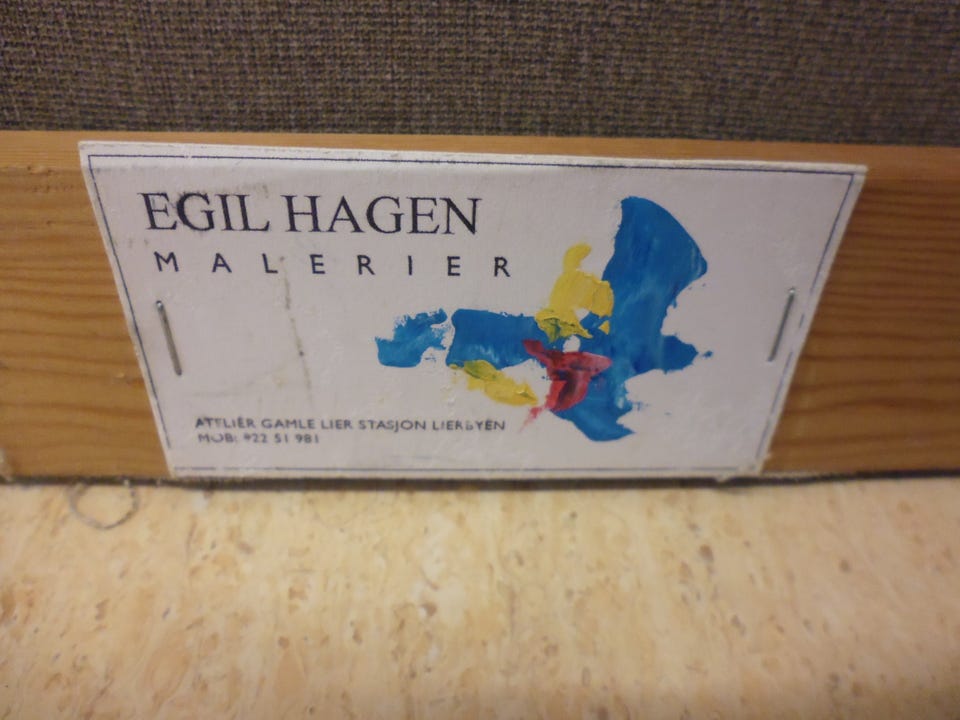 EGIL HAGEN
MALERIER
ATELIÉR GAMLE LIER STASJON LIERBYEN
MOB: 922 51 981